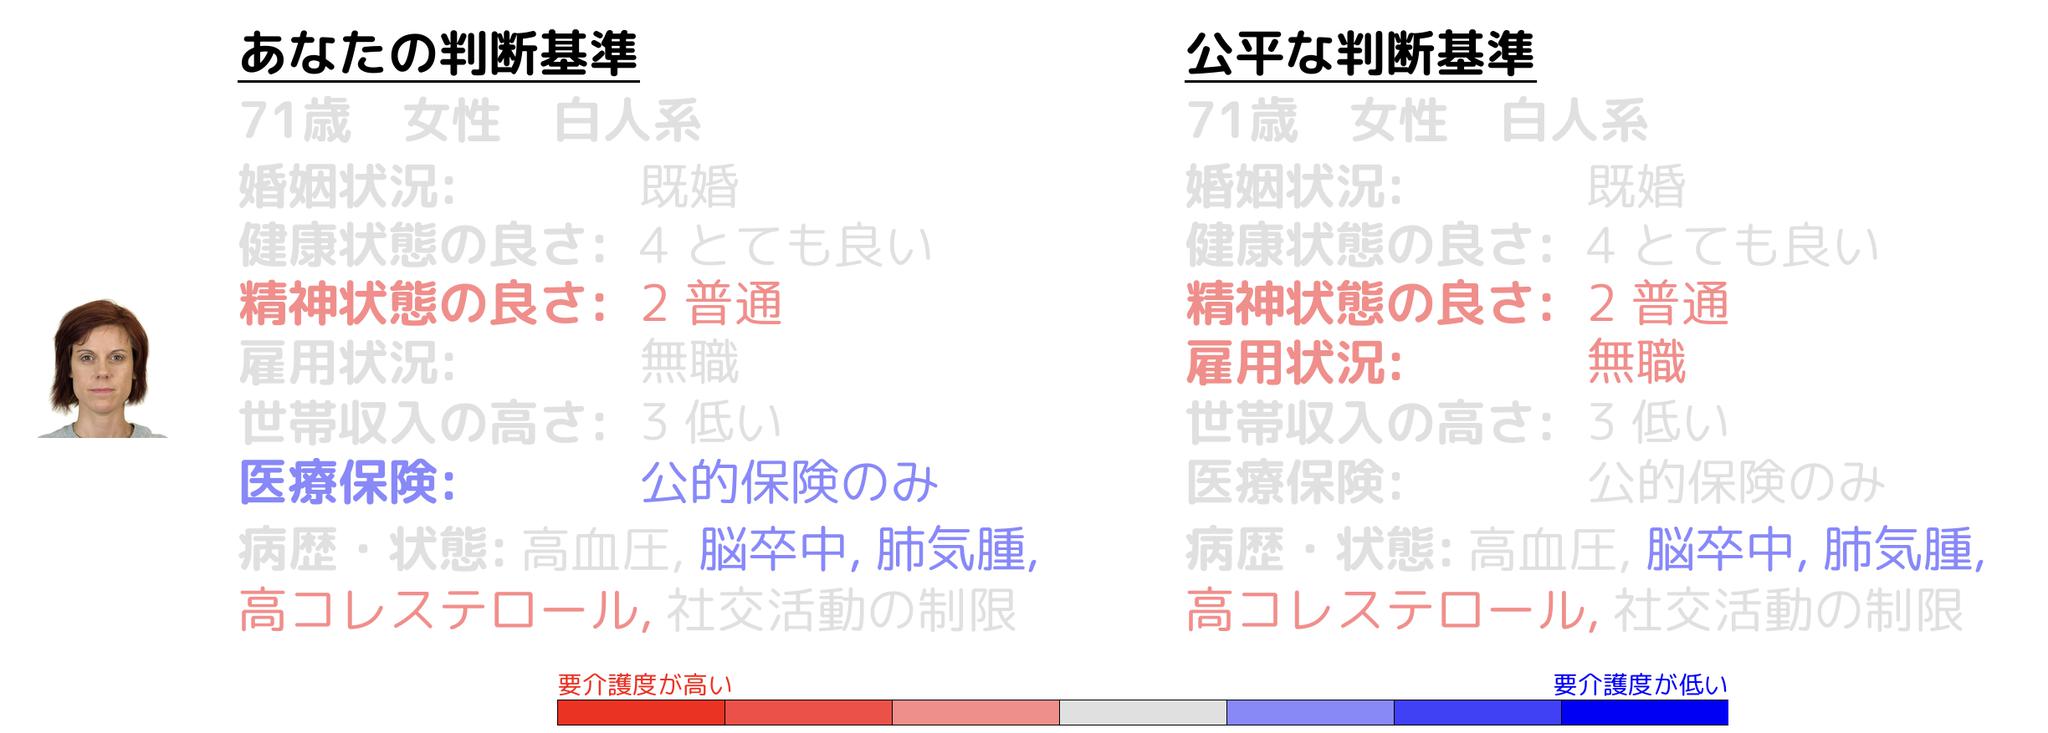 あなたの判断基準
71歳　女性　白人系
婚姻状況: 既婚
健康状態の良さ: 4 とても良い
精神状態の良さ: 2 普通
雇用状況: 無職
世帯収入の高さ: 3 低い
医療保険: 公的保険のみ
病歴・状態: 高血圧, 脳卒中, 肺気腫,
高コレステロール, 社交活動の制限
公平な判断基準
71歳　女性　白人系
婚姻状況: 既婚
健康状態の良さ: 4 とても良い
精神状態の良さ: 2 普通
雇用状況: 無職
世帯収入の高さ: 3 低い
医療保険: 公的保険のみ
病歴・状態: 高血圧, 脳卒中, 肺気腫,
高コレステロール, 社交活動の制限
要介護度が高い
要介護度が低い